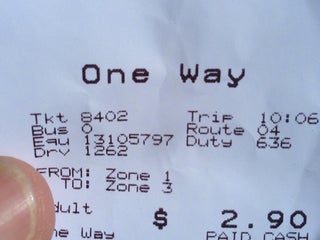 One Way
Tkt 8402 Trip 10:06
Bus 0 Route 04
Equ 13105797 Duty 636
Drv 1262
FROM: Zone 1
TO: Zone 3
dult $ 2.90
ne Way PAID CASH